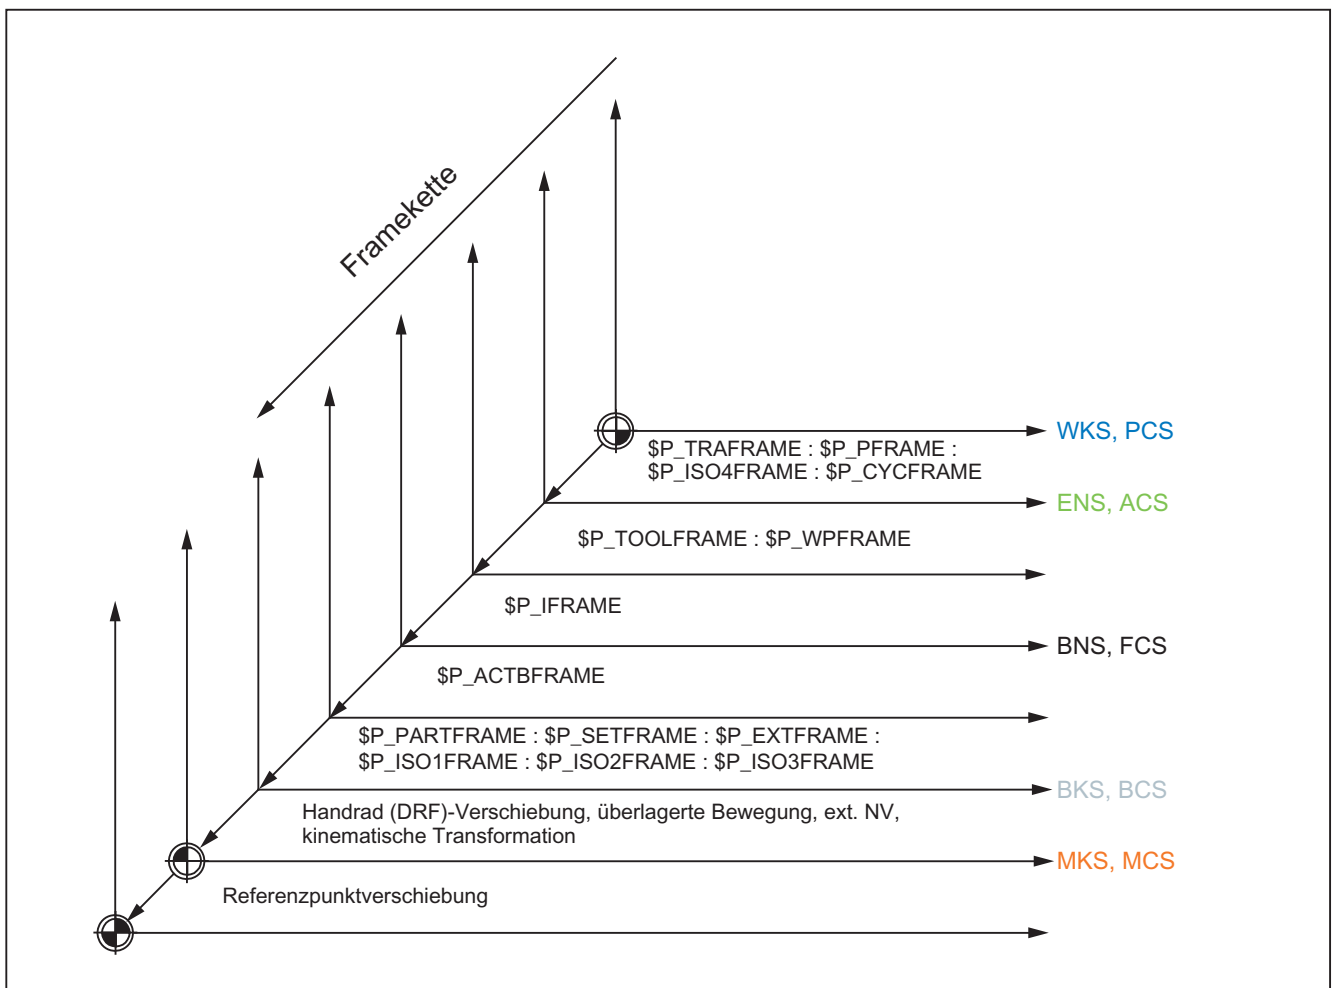 Framekette
WKS, PCS
$P_TRAFRAME : $P_PFRAME :
$P_ISO4FRAME : $P_CYCFRAME
ENS, ACS
$P_TOOLFRAME : $P_WPFRAME
$P_IFRAME
BNS, FCS
$P_ACTBFRAME
$P_PARTFRAME : $P_SETFRAME : $P_EXTFRAME :
$P_ISO1FRAME : $P_ISO2FRAME : $P_ISO3FRAME
BKS, BCS
Handrad (DRF)-Verschiebung, überlagerte Bewegung, ext. NV,
kinematische Transformation
MKS, MCS
Referenzpunktverschiebung